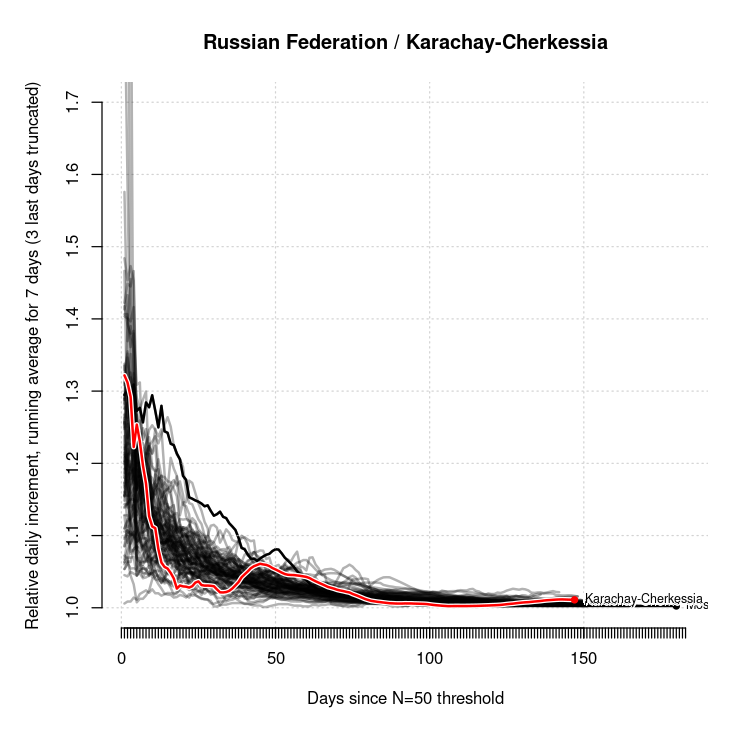 Russian Federation / Karachay-Cherkessia
Relative daily increment, running average for 7 days (3 last days truncated)
1.7
1.6
1.5
1.4
1.3
1.2
1.1
1.0
Karachay-Cherkessia
Mos
0
50
100
150
Days since N=50 threshold